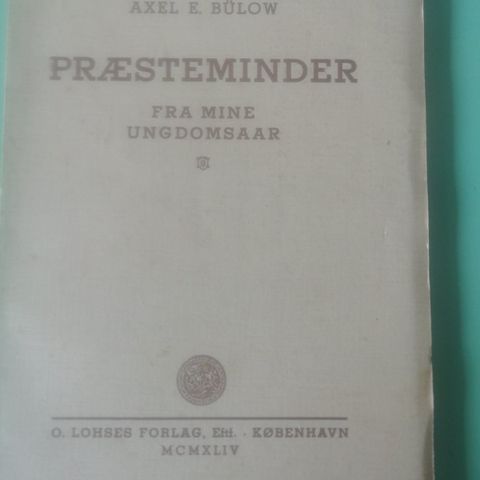 AXEL E. BÜLOW
PRÆSTEMINDER
FRA MINE
UNGDOMSAAR
O. LOHSES FORLAG, Eftf. · KØBENHAVN
MCMXLIV